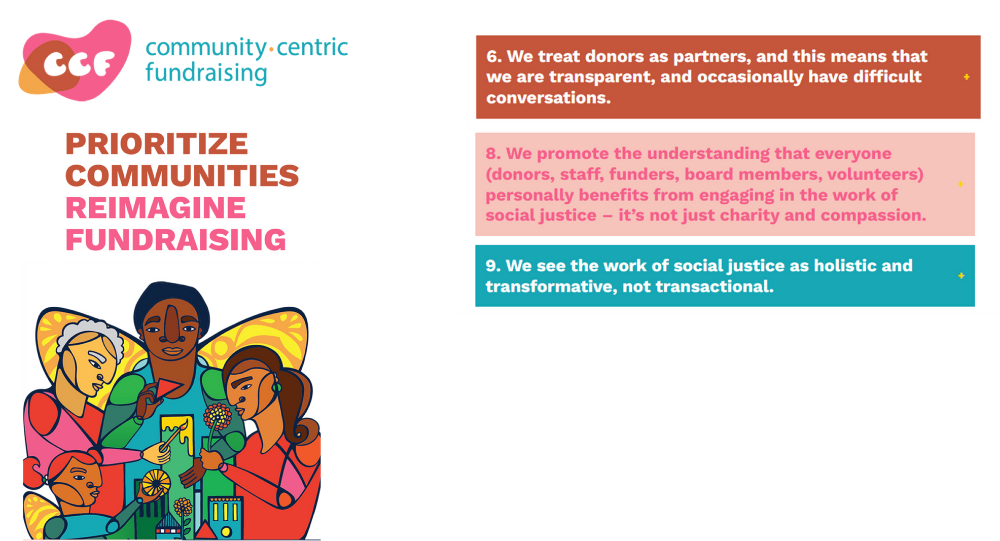 CCF
community·centric
fundraising
PRIORITIZE
COMMUNITIES
REIMAGINE
FUNDRAISING
6. We treat donors as partners, and this means that
we are transparent, and occasionally have difficult
conversations.
+
8. We promote the understanding that everyone
(donors, staff, funders, board members, volunteers)
personally benefits from engaging in the work of
social justice – it’s not just charity and compassion.
+
9. We see the work of social justice as holistic and
transformative, not transactional.
+